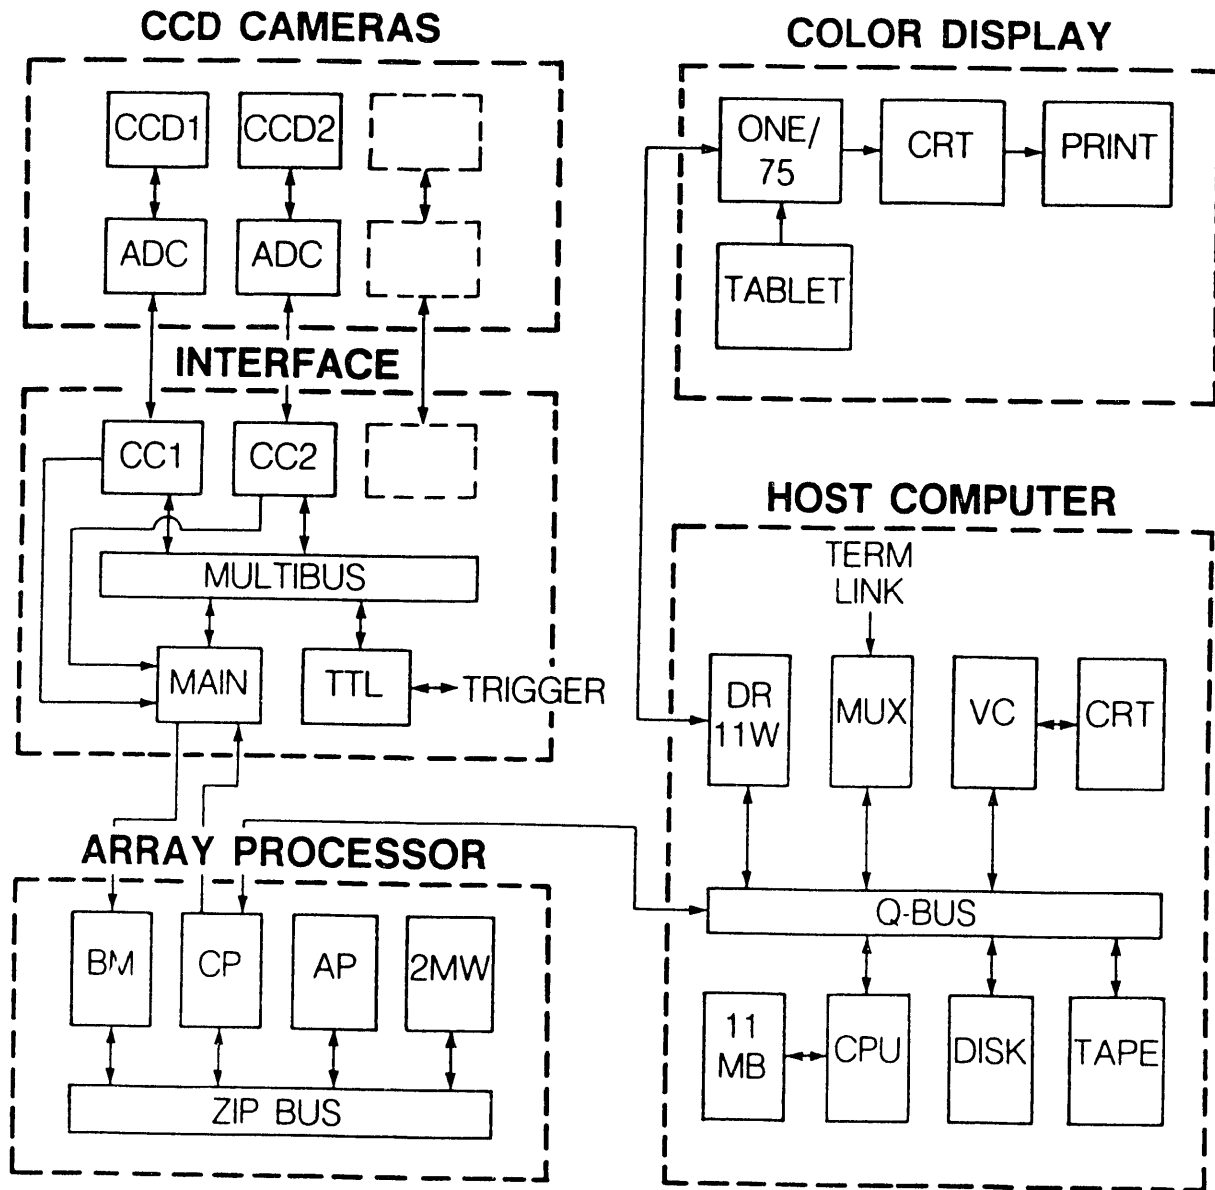 CCD CAMERAS
CCD1
CCD2
ADC
ADC
INTERFACE
CC1
CC2
MULTIBUS
MAIN
TTL
TRIGGER
ARRAY PROCESSOR
BM
CP
AP
2MW
ZIP BUS
COLOR DISPLAY
ONE/
75
CRT
PRINT
TABLET
HOST COMPUTER
TERM
LINK
DR
11W
MUX
VC
CRT
Q-BUS
11
MB
CPU
DISK
TAPE